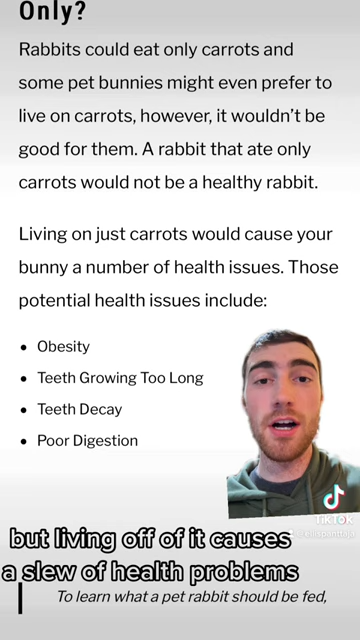 Only?
Rabbits could eat only carrots and
some pet bunnies might even prefer to
live on carrots, however, it wouldn't be
good for them. A rabbit that ate only
carrots would not be a healthy rabbit.
Living on just carrots would cause your
bunny a number of health issues. Those
potential health issues include:
• Obesity
• Teeth Growing Too Long
• Teeth Decay
• Poor Digestion
TikTok
but living off of it causes
a slew of health problems
To learn what a pet rabbit should be fed,